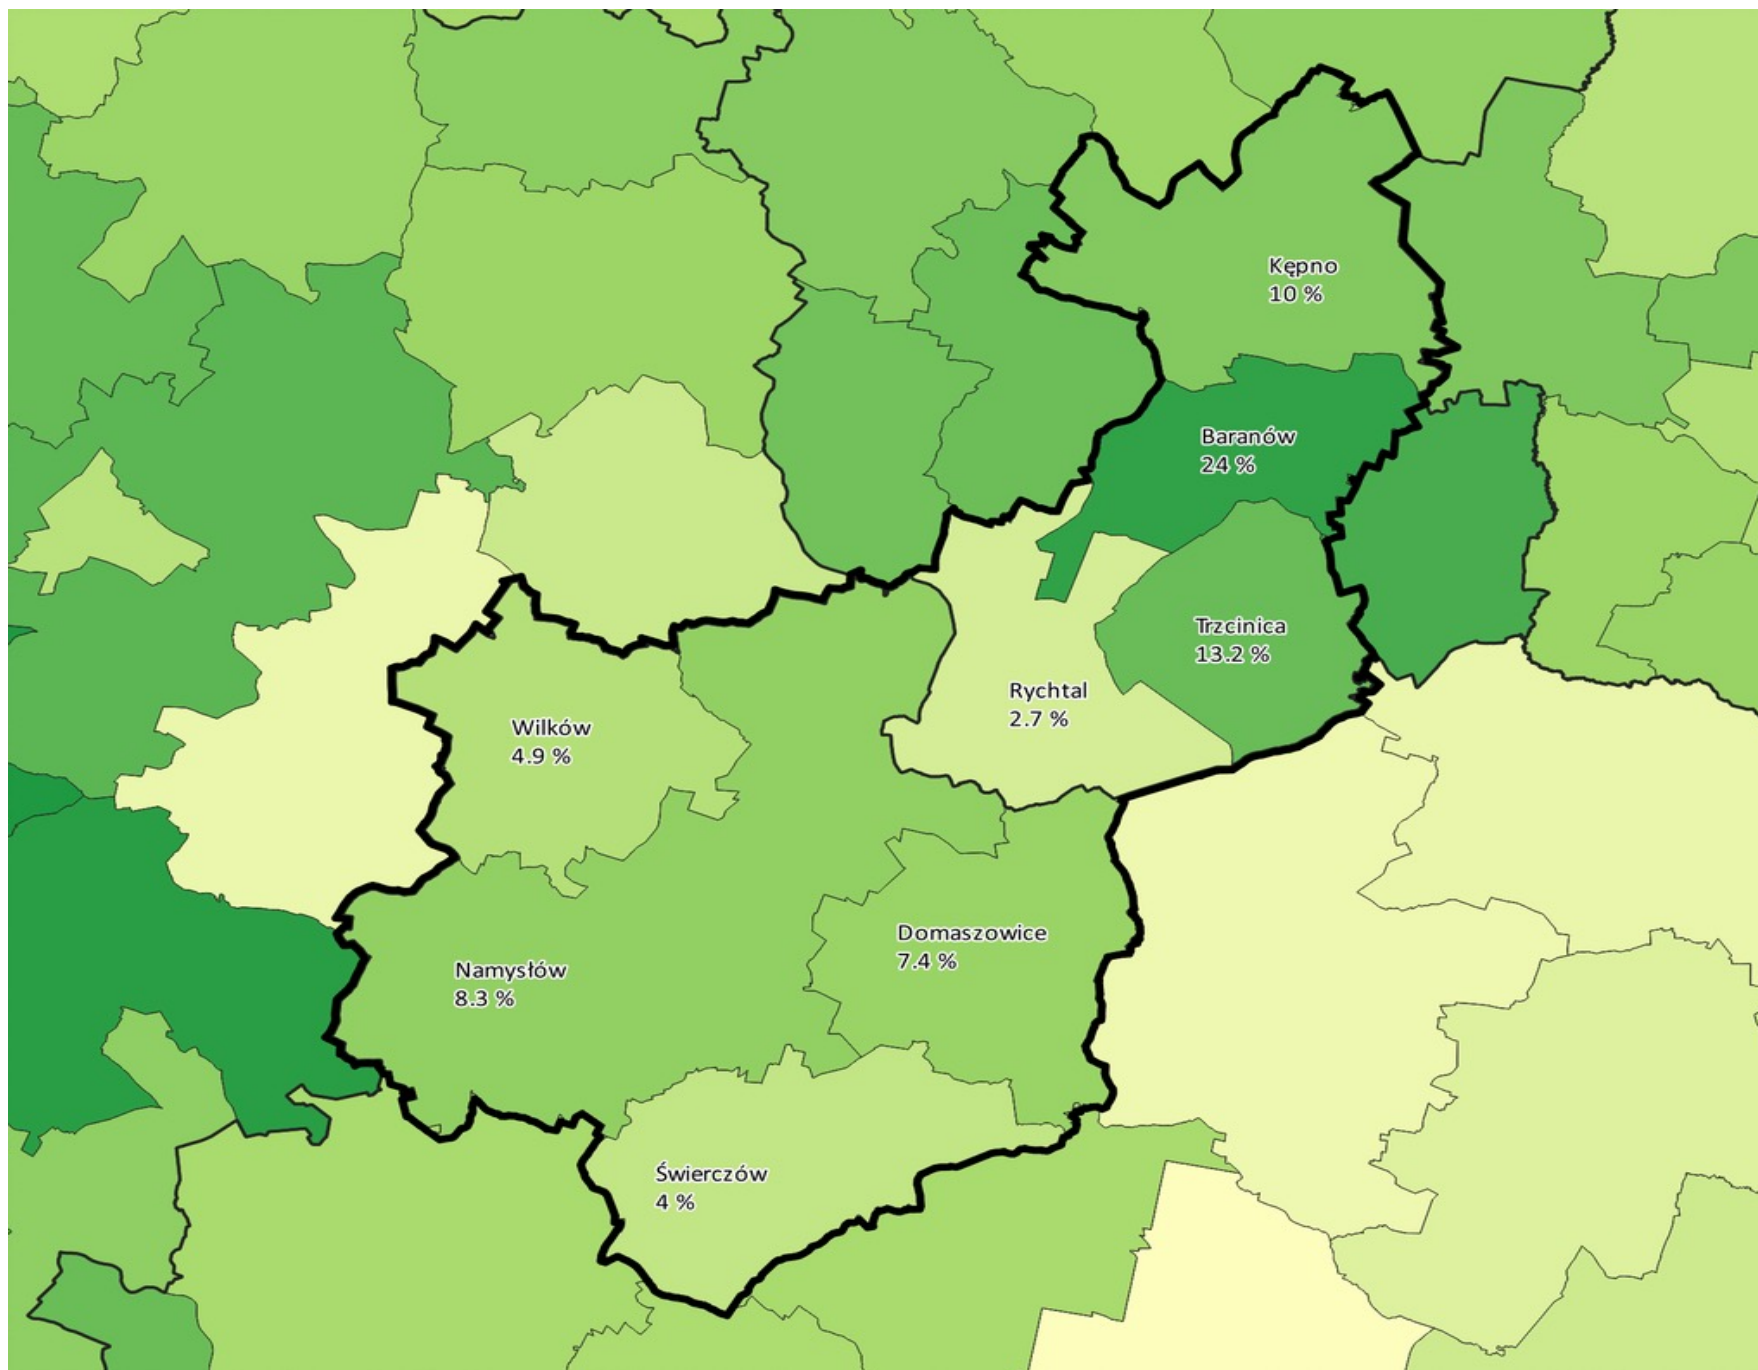 Kępno
10 %
Baranów
24 %
Trzcinica
13.2 %
Rychtal
2.7 %
Wilków
4.9 %
Domaszowice
7.4 %
Namysłów
8.3 %
Świerczów
4 %